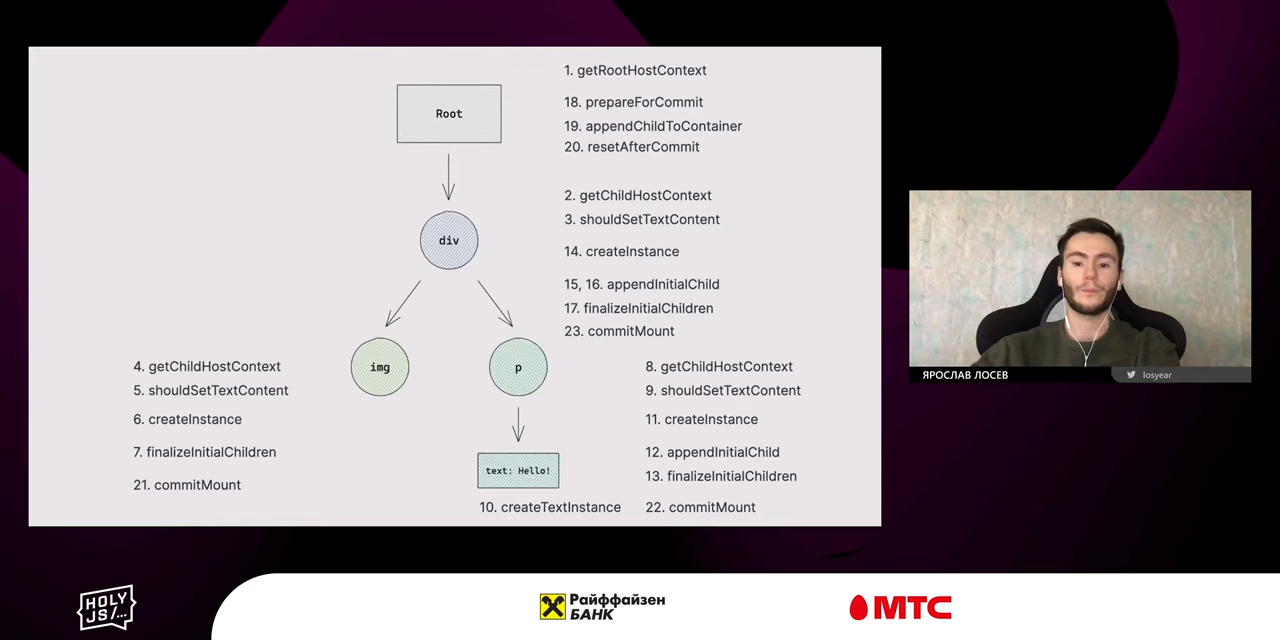 1. getRootHostContext
18. prepareForCommit
19. appendChildToContainer
20. resetAfterCommit
Root
2. getChildHostContext
3. shouldSetTextContent
14. createInstance
15, 16. appendInitialChild
17. finalizeInitialChildren
23. commitMount
div
img
p
4. getChildHostContext
5. shouldSetTextContent
6. createInstance
7. finalizeInitialChildren
21. commitMount
8. getChildHostContext
9. shouldSetTextContent
11. createInstance
12. appendInitialChild
13. finalizeInitialChildren
22. commitMount
text: Hello!
10. createTextInstance
ЯРОСЛАВ ЛОСЕВ
losyear
HOLY
JS/...
Райффайзен
БАНК
МТС